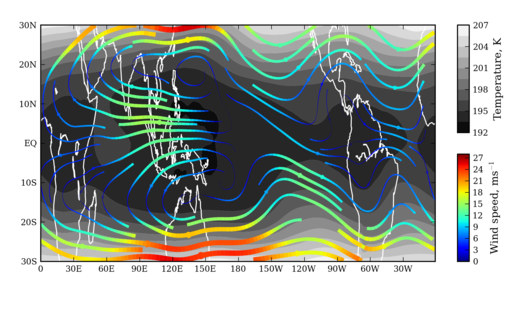 30N
20N
10N
EQ
10S
20S
30S
0 30E 60E 90E 120E 150E 180 150W 120W 90W 60W 30W
207
204
201
198
195
192
Temperature, K
27
24
21
18
15
12
9
6
3
0
Wind speed, ms⁻¹